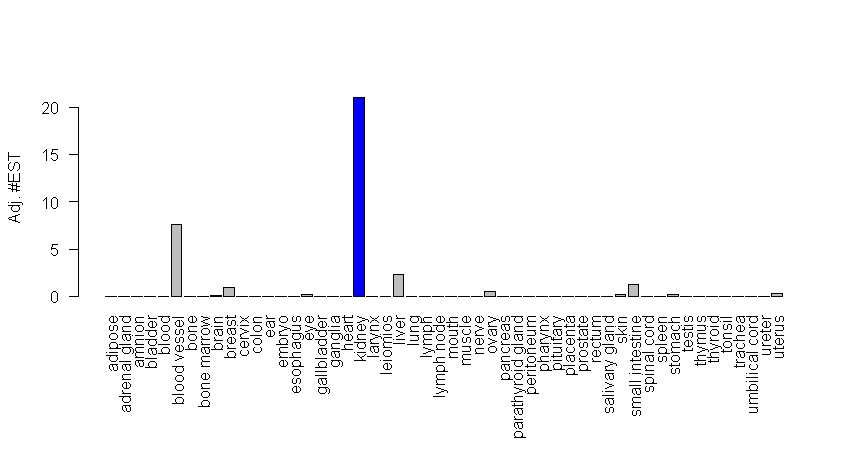 Adj. #EST
20
15
10
5
0
adipose
adrenal gland
amnion
bladder
blood
blood vessel
bone
bone marrow
brain
breast
cervix
colon
ear
embryo
esophagus
eye
gallbladder
ganglia
heart
kidney
larynx
leiomios
liver
lung
lymph
lymph node
mouth
muscle
nerve
ovary
pancreas
parathyroid gland
peritoneum
pharynx
pituitary
placenta
prostate
rectum
salivary gland
skin
small intestine
spinal cord
spleen
stomach
testis
thymus
thyroid
tonsil
trachea
umbilical cord
ureter
uterus